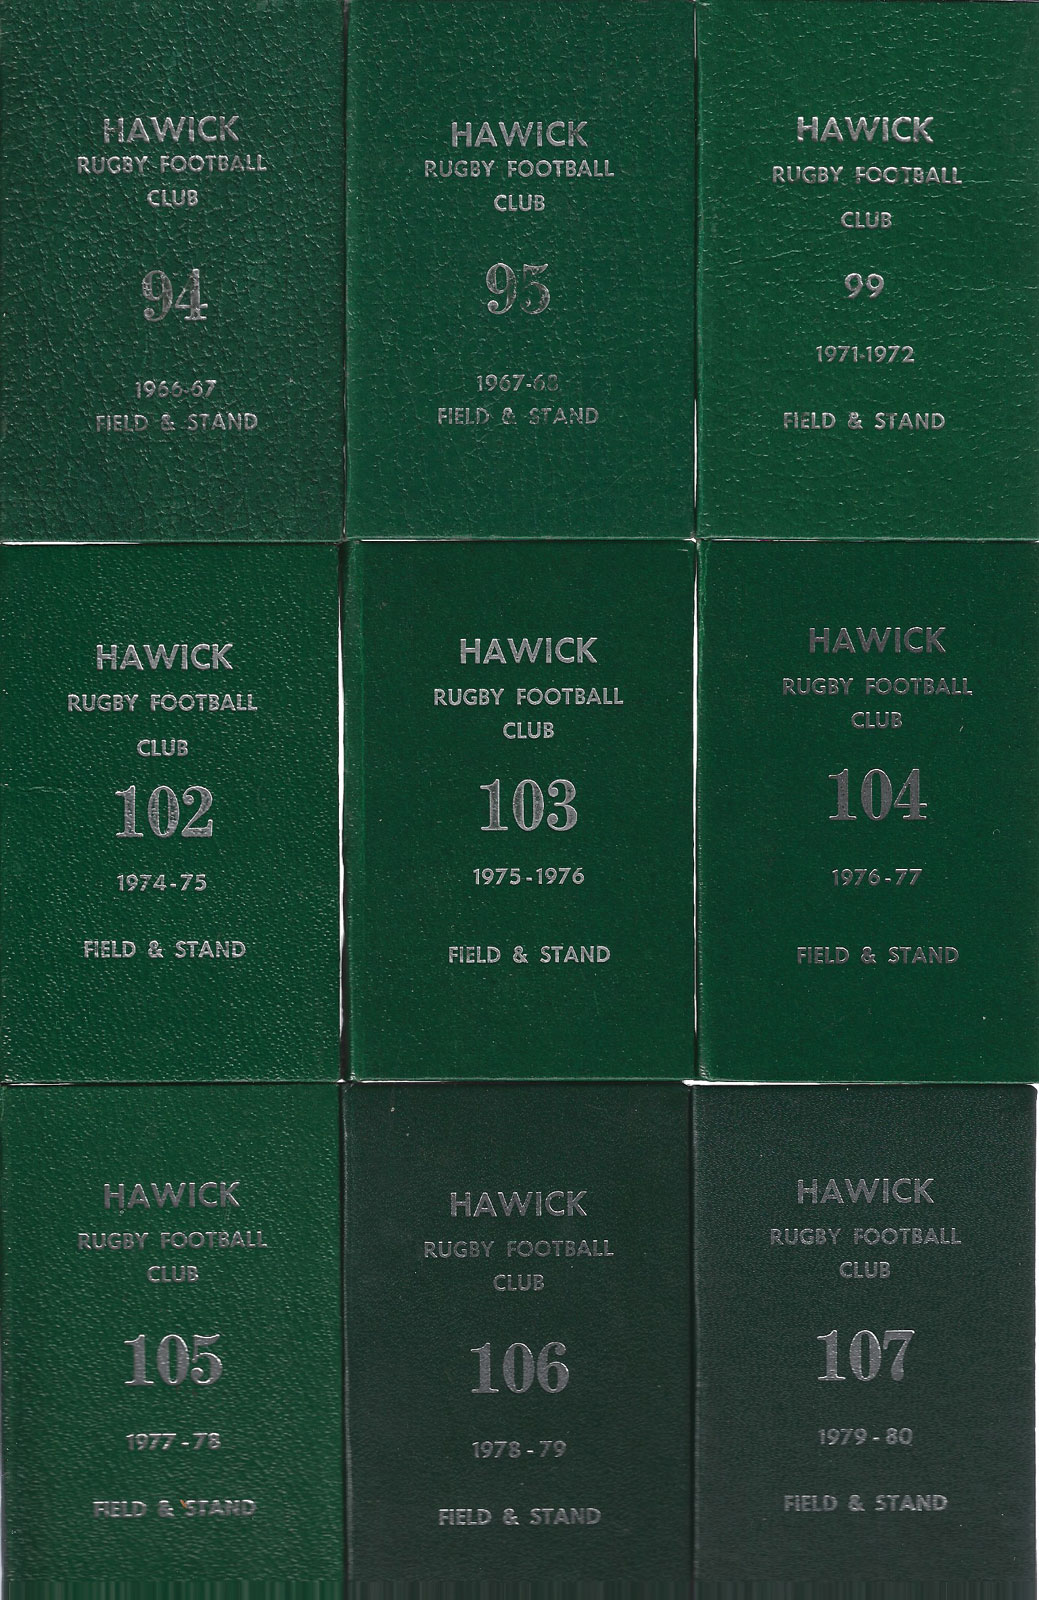 HAWICK
RUGBY FOOTBALL
CLUB
94
1966-67
FIELD & STAND
HAWICK
RUGBY FOOTBALL
CLUB
95
1967-68
FIELD & STAND
HAWICK
RUGBY FOOTBALL
CLUB
99
1971-1972
FIELD & STAND
HAWICK
RUGBY FOOTBALL
CLUB
102
1974-75
FIELD & STAND
HAWICK
RUGBY FOOTBALL
CLUB
103
1975-1976
FIELD & STAND
HAWICK
RUGBY FOOTBALL
CLUB
104
1976-77
FIELD & STAND
HAWICK
RUGBY FOOTBALL
CLUB
105
1977-78
FIELD & STAND
HAWICK
RUGBY FOOTBALL
CLUB
106
1978-79
FIELD & STAND
HAWICK
RUGBY FOOTBALL
CLUB
107
1979-80
FIELD & STAND